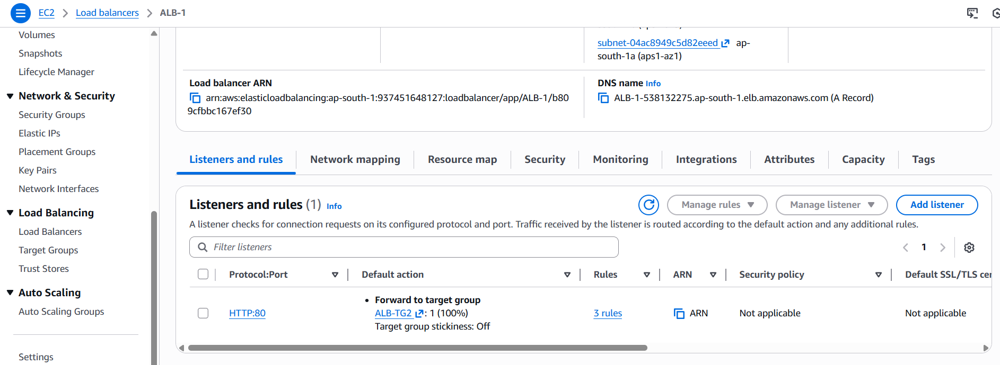 EC2 > Load balancers > ALB-1
Volumes
Snapshots
Lifecycle Manager
Network & Security
Security Groups
Elastic IPs
Placement Groups
Key Pairs
Network Interfaces
Load Balancing
Load Balancers
Target Groups
Trust Stores
Auto Scaling
Auto Scaling Groups
Settings
subnet-04ac8949c5d82eeed ap-
south-1a (aps1-az1)
Load balancer ARN
arn:aws:elasticloadbalancing:ap-south-1:937451648127:loadbalancer/app/ALB-1/b80
9cfbbc167ef30
DNS name Info
ALB-1-538132275.ap-south-1.elb.amazonaws.com (A Record)
Listeners and rules Network mapping Resource map Security Monitoring Integrations Attributes Capacity Tags
Listeners and rules (1) Info
Manage rules Manage listener Add listener
A listener checks for connection requests on its configured protocol and port. Traffic received by the listener is routed according to the default action and any additional rules.
Filter listeners
1
Protocol:Port Default action Rules ARN Security policy Default SSL/TLS cer
HTTP:80
• Forward to target group
ALB-TG2 : 1 (100%)
Target group stickiness: Off
3 rules
ARN
Not applicable
Not applicable